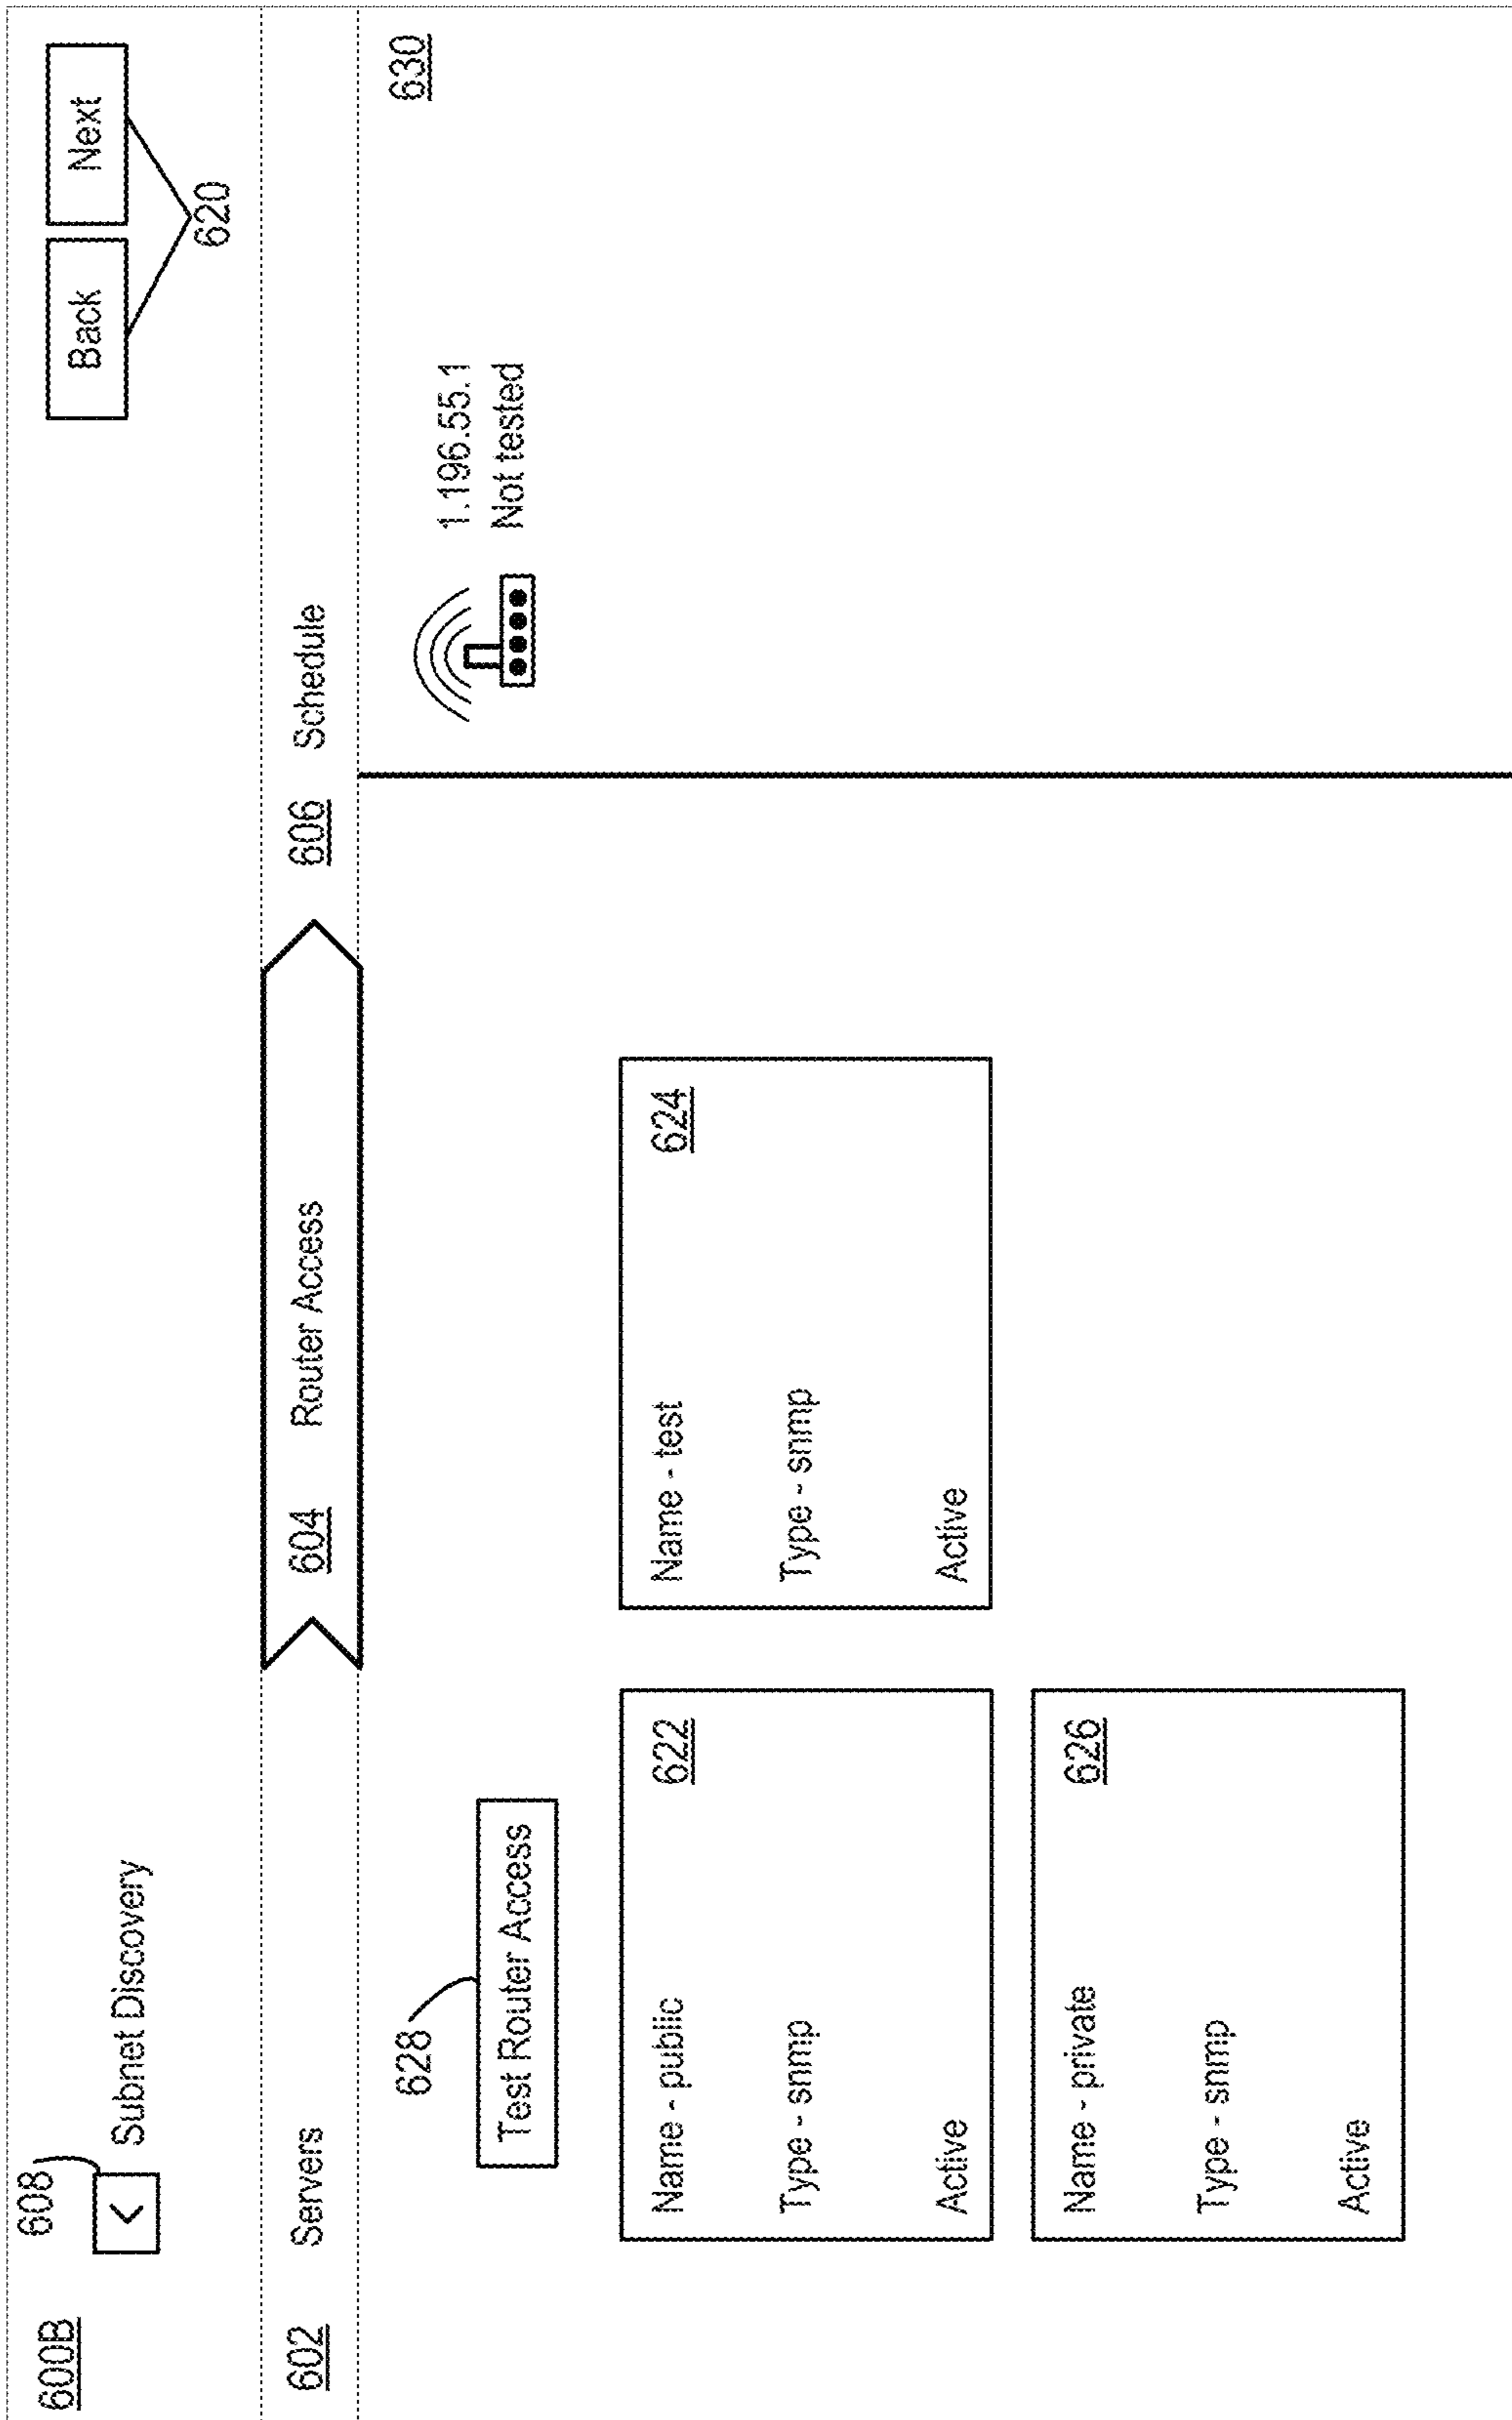 600B
608
<
Subnet Discovery
Back
Next
620
602 Servers
604 Router Access
606 Schedule
628
Test Router Access
Name - public
622
Type - snmp
Active
Name - test
624
Type - snmp
Active
Name - private
626
Type - snmp
Active
630
1.196.55.1
Not tested